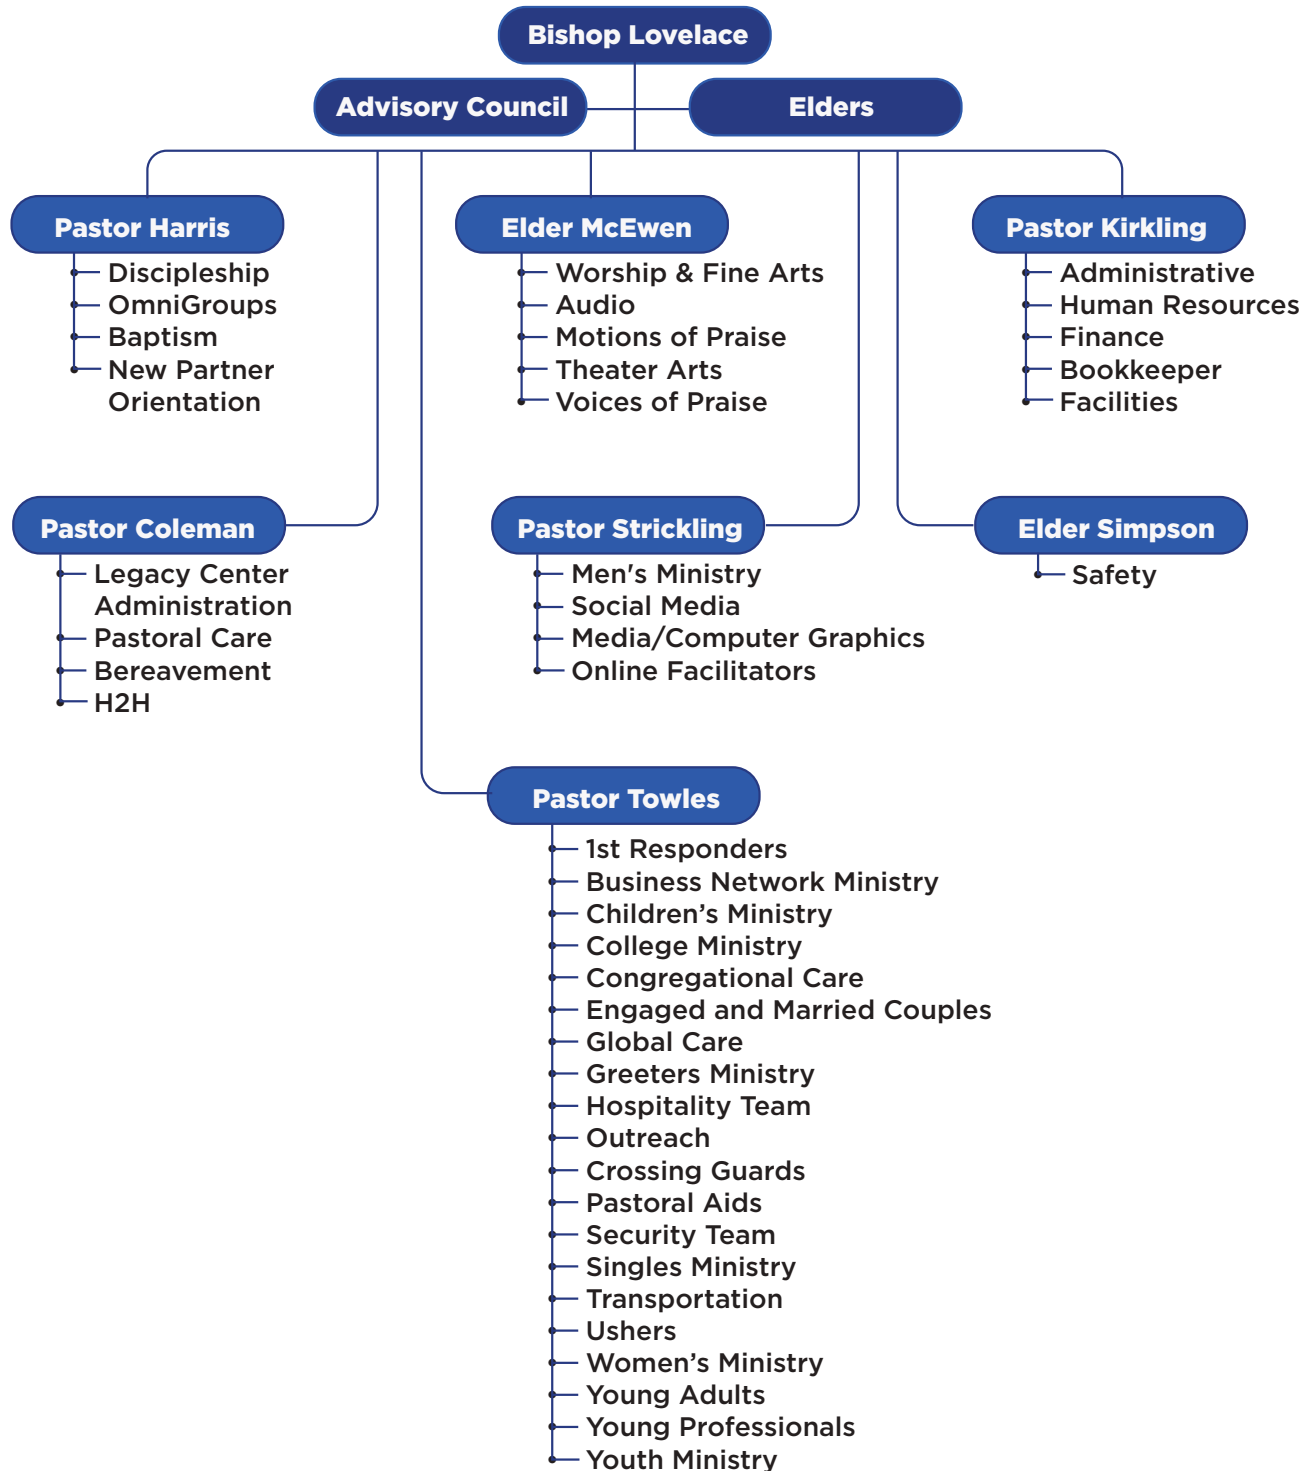 Bishop Lovelace
Advisory Council
Elders
Pastor Harris
Discipleship
OmniGroups
Baptism
New Partner
Orientation
Elder McEwen
Worship & Fine Arts
Audio
Motions of Praise
Theater Arts
Voices of Praise
Pastor Kirkling
Administrative
Human Resources
Finance
Bookkeeper
Facilities
Pastor Coleman
Legacy Center
Administration
Pastoral Care
Bereavement
H2H
Pastor Strickling
Men's Ministry
Social Media
Media/Computer Graphics
Online Facilitators
Elder Simpson
Safety
Pastor Towles
1st Responders
Business Network Ministry
Children’s Ministry
College Ministry
Congregational Care
Engaged and Married Couples
Global Care
Greeters Ministry
Hospitality Team
Outreach
Crossing Guards
Pastoral Aids
Security Team
Singles Ministry
Transportation
Ushers
Women’s Ministry
Young Adults
Young Professionals
Youth Ministry